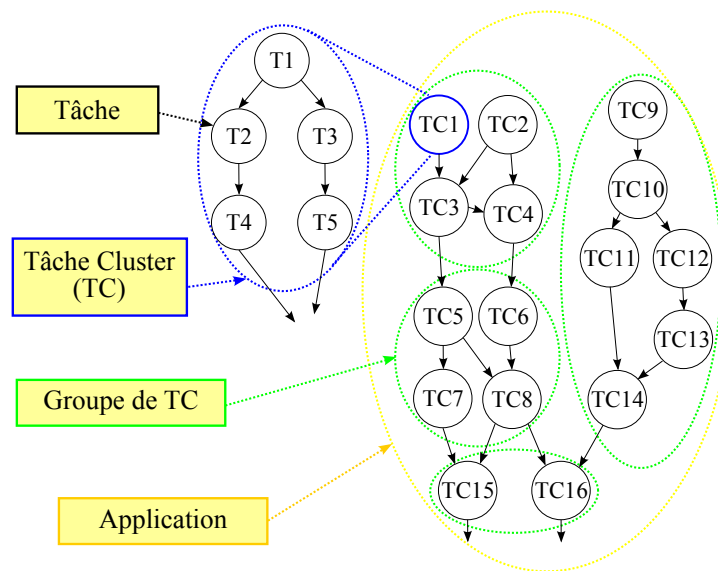 T1
Tâche
T2
T3
TC1
TC2
TC9
T4
T5
TC3
TC4
TC10
TC11
TC12
Tâche Cluster
(TC)
TC5
TC6
TC13
Groupe de TC
TC7
TC8
TC14
TC15
TC16
Application